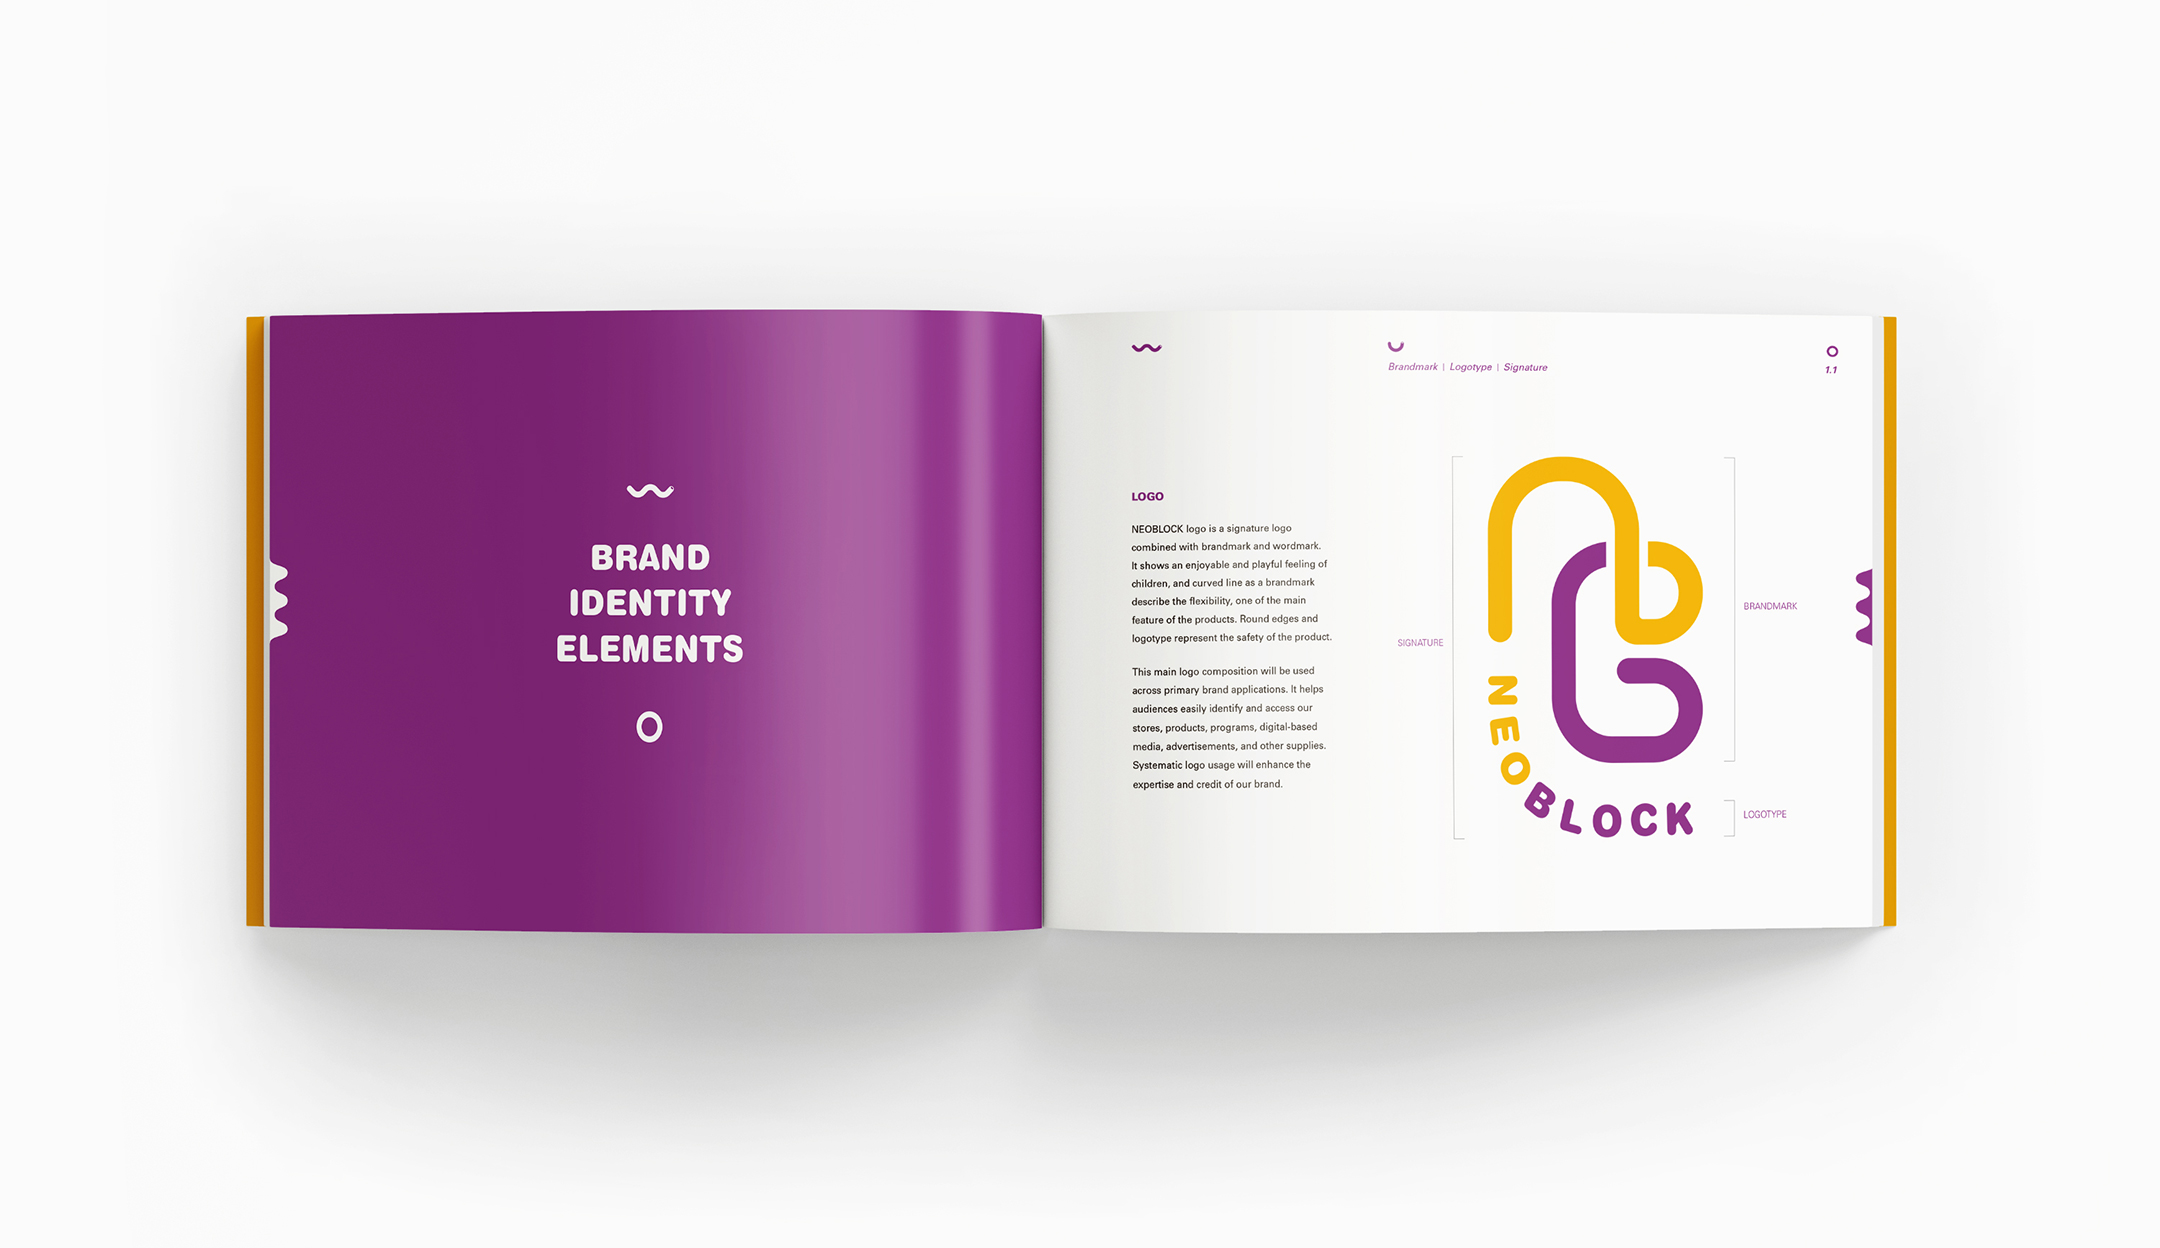 BRAND
IDENTITY
ELEMENTS
Brandmark | Logotype | Signature
1.1
LOGO
NEOBLOCK logo is a signature logo
combined with brandmark and wordmark.
It shows an enjoyable and playful feeling of
children, and curved line as a brandmark
describe the flexibility, one of the main
feature of the products. Round edges and
logotype represent the safety of the product.
This main logo composition will be used
across primary brand applications. It helps
audiences easily identify and access our
stores, products, programs, digital-based
media, advertisements, and other supplies.
Systematic logo usage will enhance the
expertise and credit of our brand.
SIGNATURE
NEOBLOCK
BRANDMARK
LOGOTYPE